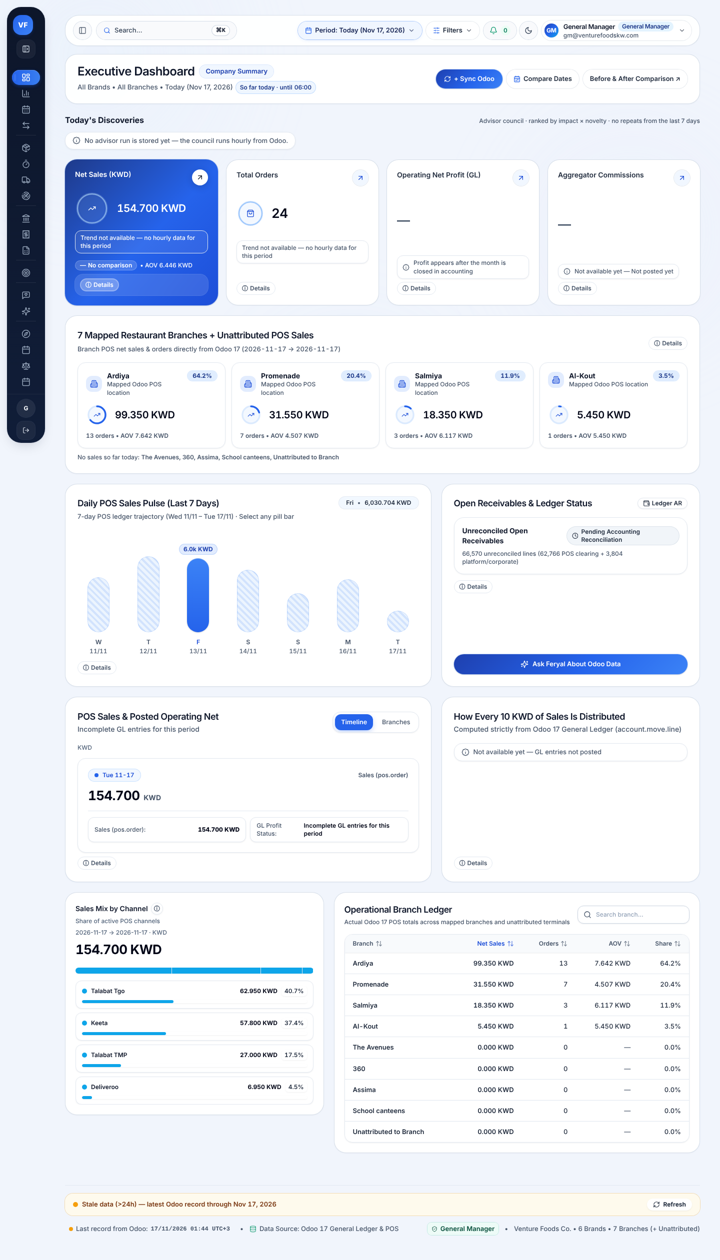 VF
Search...
⌘K
Period: Today (Nov 17, 2026)
Filters
0
GM
General Manager
General Manager
gm@venturefoodskw.com
Executive Dashboard
Company Summary
All Brands • All Branches • Today (Nov 17, 2026)
So far today · until 06:00
+ Sync Odoo
Compare Dates
Before & After Comparison ↗
Today's Discoveries
Advisor council · ranked by impact × novelty · no repeats from the last 7 days
No advisor run is stored yet — the council runs hourly from Odoo.
Net Sales (KWD)
154.700 KWD
Trend not available — no hourly data for
this period
— No comparison
• AOV 6.446 KWD
Details
Total Orders
24
Trend not available — no hourly data for
this period
Details
Operating Net Profit (GL)
—
Profit appears after the month is
closed in accounting
Details
Aggregator Commissions
—
Not available yet — Not posted yet
Details
7 Mapped Restaurant Branches + Unattributed POS Sales
Branch POS net sales & orders directly from Odoo 17 (2026-11-17 → 2026-11-17)
Details
Ardiya
64.2%
Mapped Odoo POS
location
99.350 KWD
13 orders • AOV 7.642 KWD
Promenade
20.4%
Mapped Odoo POS
location
31.550 KWD
7 orders • AOV 4.507 KWD
Salmiya
11.9%
Mapped Odoo POS
location
18.350 KWD
3 orders • AOV 6.117 KWD
Al-Kout
3.5%
Mapped Odoo POS
location
5.450 KWD
1 orders • AOV 5.450 KWD
No sales so far today: The Avenues, 360, Assima, School canteens, Unattributed to Branch
Daily POS Sales Pulse (Last 7 Days)
Fri • 6,030.704 KWD
7-day POS ledger trajectory (Wed 11/11 – Tue 17/11) · Select any pill bar
6.0k KWD
W T F S S M T
11/11 12/11 13/11 14/11 15/11 16/11 17/11
Details
Open Receivables & Ledger Status
Ledger AR
Unreconciled Open
Receivables
Pending Accounting
Reconciliation
66,570 unreconciled lines (62,766 POS clearing + 3,804
platform/corporate)
Details
Ask Feryal About Odoo Data
POS Sales & Posted Operating Net
Incomplete GL entries for this period
Timeline
Branches
KWD
Tue 11-17
Sales (pos.order)
154.700 KWD
Sales (pos.order):
154.700 KWD
GL Profit
Status:
Incomplete GL entries for this
period
Details
How Every 10 KWD of Sales Is Distributed
Computed strictly from Odoo 17 General Ledger (account.move.line)
Not available yet — GL entries not posted
Details
Sales Mix by Channel
Share of active POS channels
2026-11-17 → 2026-11-17 · KWD
154.700 KWD
Talabat Tgo 62.950 KWD 40.7%
Keeta 57.800 KWD 37.4%
Talabat TMP 27.000 KWD 17.5%
Deliveroo 6.950 KWD 4.5%
Operational Branch Ledger
Actual Odoo 17 POS totals across mapped branches and unattributed terminals
Search branch...
Branch ↑↓ Net Sales ↑↓ Orders ↑↓ AOV ↑↓ Share ↑↓
Ardiya 99.350 KWD 13 7.642 KWD 64.2%
Promenade 31.550 KWD 7 4.507 KWD 20.4%
Salmiya 18.350 KWD 3 6.117 KWD 11.9%
Al-Kout 5.450 KWD 1 5.450 KWD 3.5%
The Avenues 0.000 KWD 0 — 0.0%
360 0.000 KWD 0 — 0.0%
Assima 0.000 KWD 0 — 0.0%
School canteens 0.000 KWD 0 — 0.0%
Unattributed to Branch 0.000 KWD 0 — 0.0%
G
Stale data (>24h) — latest Odoo record through Nov 17, 2026
Refresh
Last record from Odoo: 17/11/2026 01:44 UTC+3 • Data Source: Odoo 17 General Ledger & POS
General Manager • Venture Foods Co. • 6 Brands • 7 Branches (+ Unattributed)